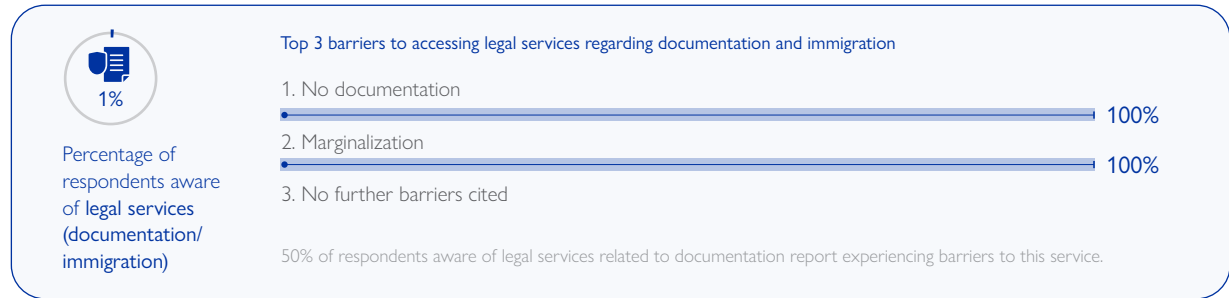 1%
Percentage of
respondents aware
of legal services
(documentation/
immigration)
Top 3 barriers to accessing legal services regarding documentation and immigration
1. No documentation
100%
2. Marginalization
100%
3. No further barriers cited
50% of respondents aware of legal services related to documentation report experiencing barriers to this service.